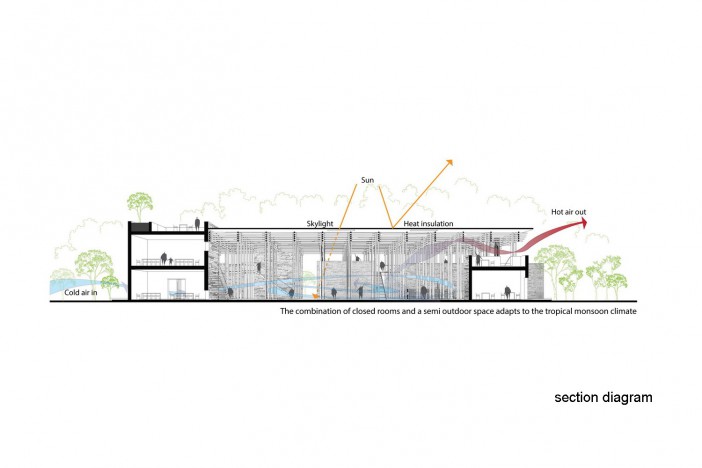 Sun
Skylight
Heat insulation
Hot air out
Cold air in
The combination of closed rooms and a semi outdoor space adapts to the tropical monsoon climate
section diagram